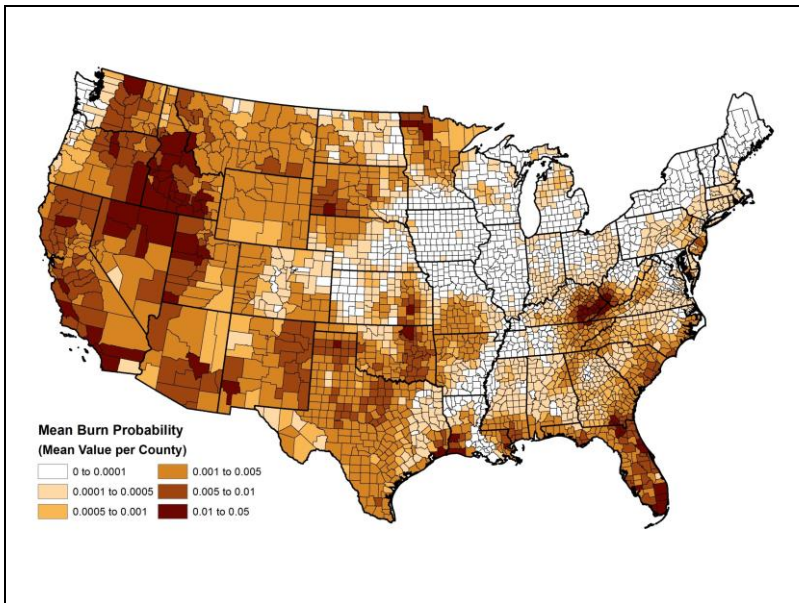 Mean Burn Probability
(Mean Value per County)
0 to 0.0001
0.0001 to 0.0005
0.0005 to 0.001
0.001 to 0.005
0.005 to 0.01
0.01 to 0.05